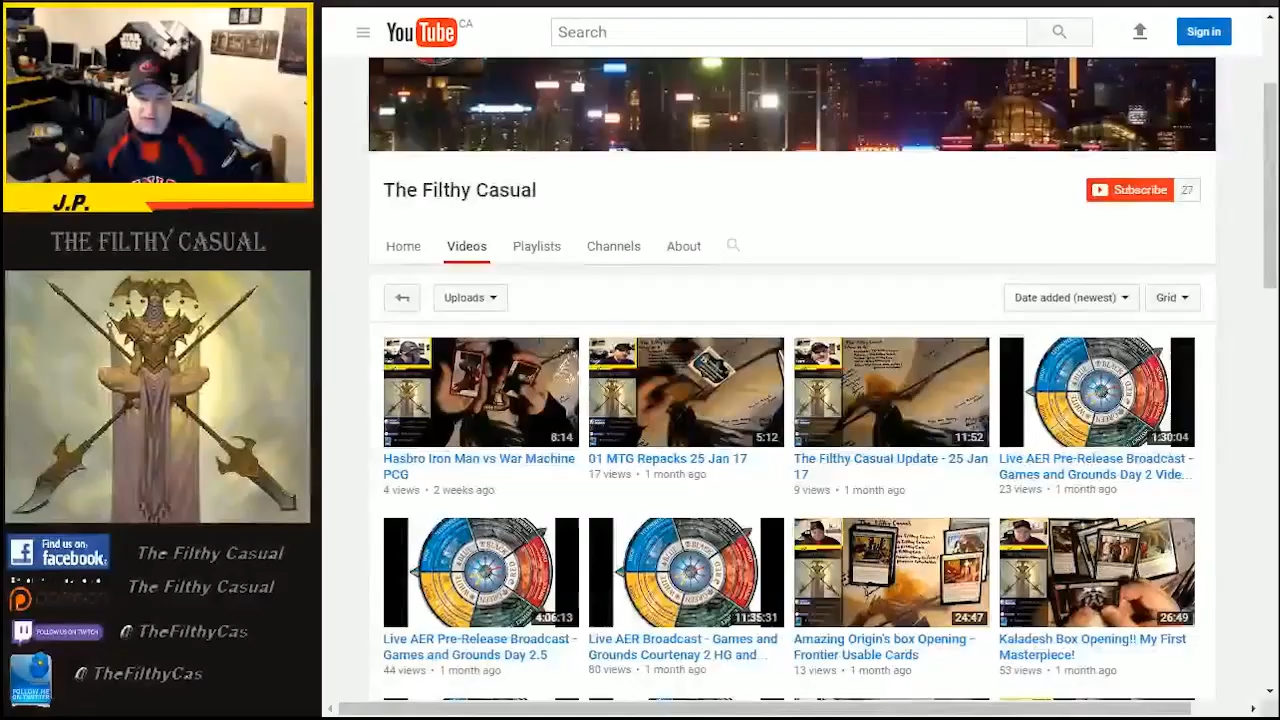 J.P.
THE FILTHY CASUAL
Find us on:
facebook.
The Filthy Casual
The Filthy Casual
FOLLOW US ON TWITCH
@ TheFilthyCas
FOLLOW ME
ON TWITTER
@ TheFilthyCas
YouTube CA
Search
Sign in
The Filthy Casual
Subscribe 27
Home Videos Playlists Channels About
Uploads
Date added (newest)
Grid
8:14
Hasbro Iron Man vs War Machine
PCG
4 views • 2 weeks ago
5:12
01 MTG Repacks 25 Jan 17
17 views • 1 month ago
11:52
The Filthy Casual Update - 25 Jan
17
9 views • 1 month ago
1:30:04
Live AER Pre-Release Broadcast -
Games and Grounds Day 2 Vide...
23 views • 1 month ago
4:06:13
Live AER Pre-Release Broadcast -
Games and Grounds Day 2.5
44 views • 1 month ago
11:35:31
Live AER Broadcast - Games and
Grounds Courtenay 2 HG and...
80 views • 1 month ago
24:47
Amazing Origin's box Opening -
Frontier Usable Cards
13 views • 1 month ago
26:49
Kaladesh Box Opening!! My First
Masterpiece!
53 views • 1 month ago